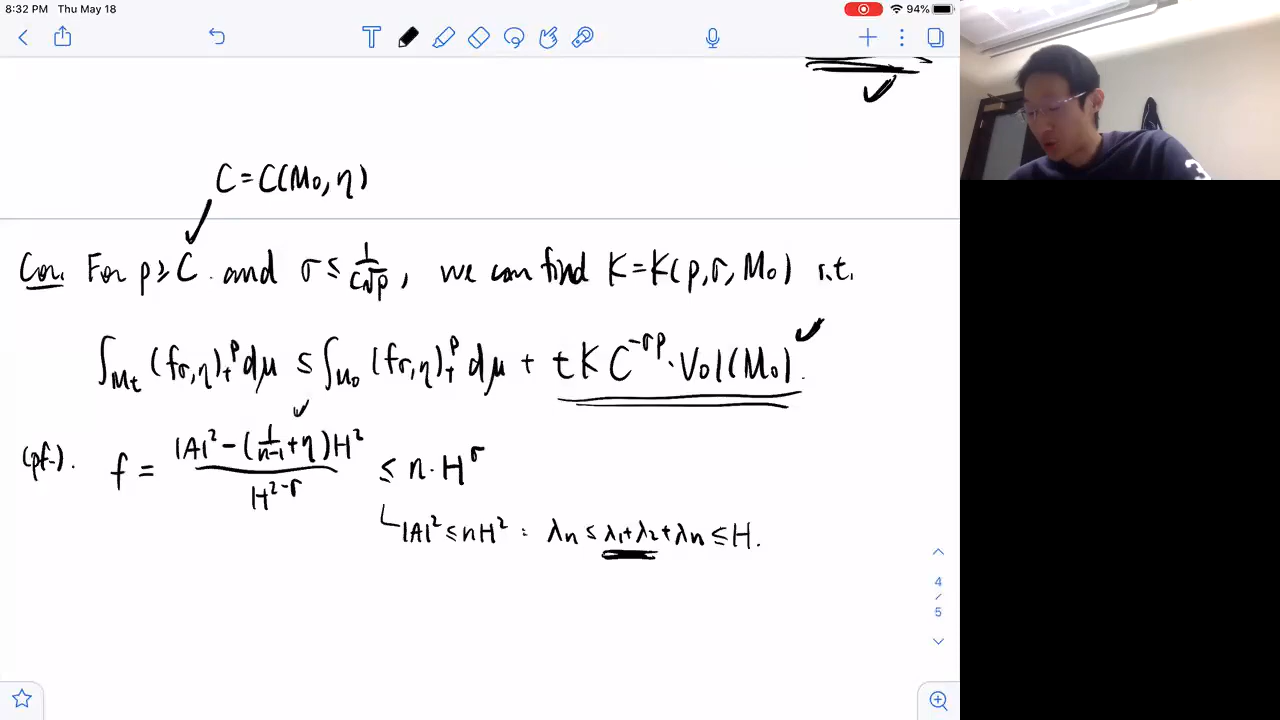 8:32 PM Thu May 18
94%
C = C(M₀, η)
Cor. For p ≥ C and σ ≤ 1/(C√p), we can find K = K(p, σ, M₀) s.t.
∫_{M_t} (f_{σ,η})₊^p dμ ≤ ∫_{M₀} (f_{σ,η})₊^p dμ + t K C^{-σp} · Vol(M₀).
(pf.) f = (|A|² - (1/(n-1) + η)H²) / H^{2-σ} ≤ n · H^σ
|A|² ≤ nH² : λn ≤ λ₁+λ₂+λn ≤ H.
4
/
5
3